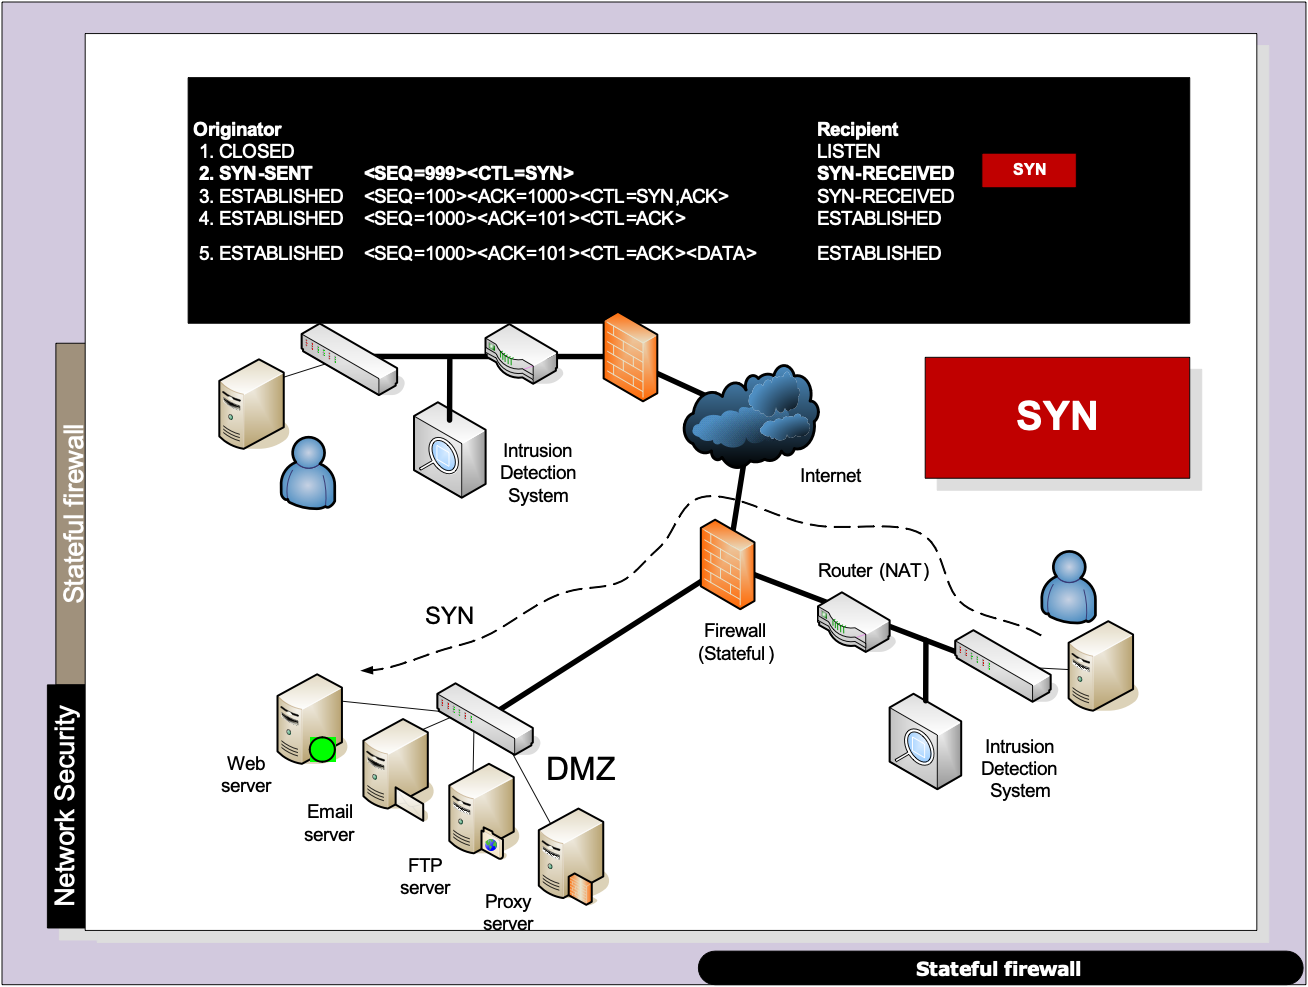 Originator Recipient
1. CLOSED LISTEN
2. SYN-SENT <SEQ=999><CTL=SYN> SYN-RECEIVED SYN
3. ESTABLISHED <SEQ=100><ACK=1000><CTL=SYN,ACK> SYN-RECEIVED
4. ESTABLISHED <SEQ=1000><ACK=101><CTL=ACK> ESTABLISHED
5. ESTABLISHED <SEQ=1000><ACK=101><CTL=ACK><DATA> ESTABLISHED
SYN
Intrusion
Detection
System
Internet
Stateful firewall
Router (NAT)
SYN
Firewall
(Stateful)
Network Security
Web
server
DMZ
Intrusion
Detection
System
Email
server
FTP
server
Proxy
server
Stateful firewall